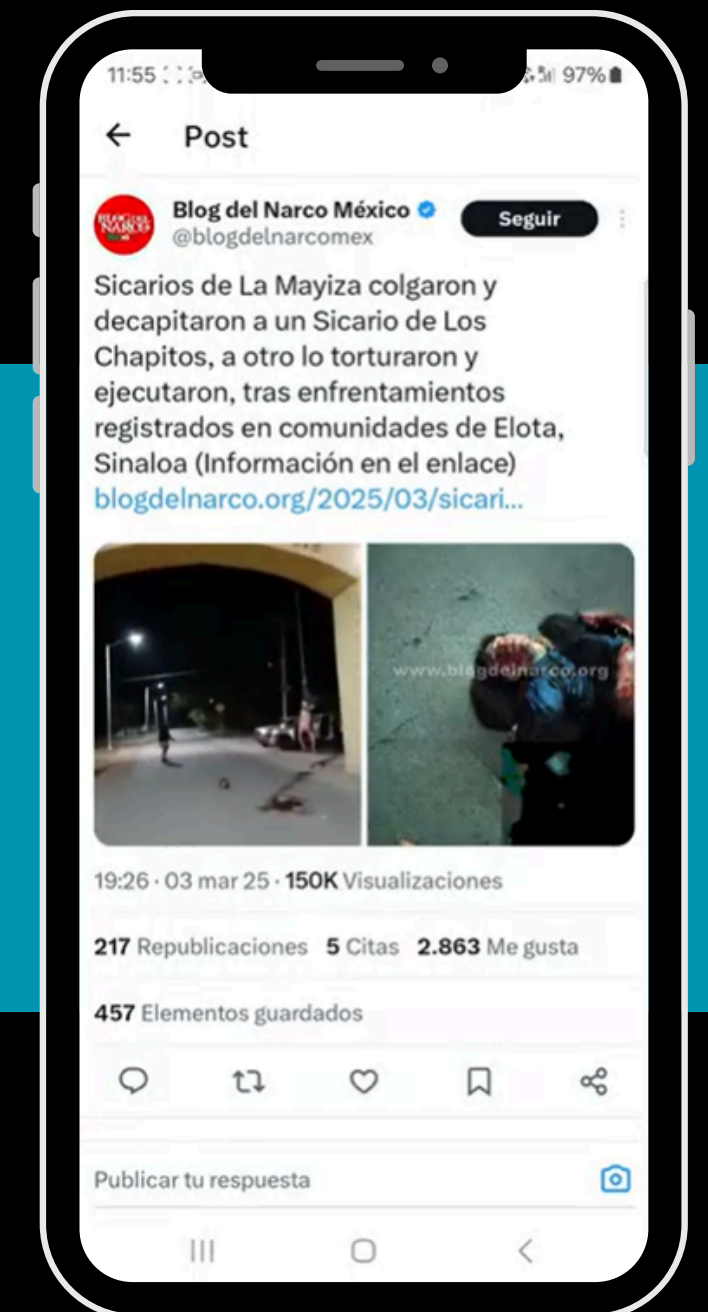 11:55
97%
Post
BLOG DEL
NARCO
Blog del Narco México
Seguir
@blogdelnarcomex
Sicarios de La Mayiza colgaron y
decapitaron a un Sicario de Los
Chapitos, a otro lo torturaron y
ejecutaron, tras enfrentamientos
registrados en comunidades de Elota,
Sinaloa (Información en el enlace)
blogdelnarco.org/2025/03/sicari...
www.blogdelnarco.org
19:26 · 03 mar 25 · 150K Visualizaciones
217 Republicaciones 5 Citas 2.863 Me gusta
457 Elementos guardados
Publicar tu respuesta